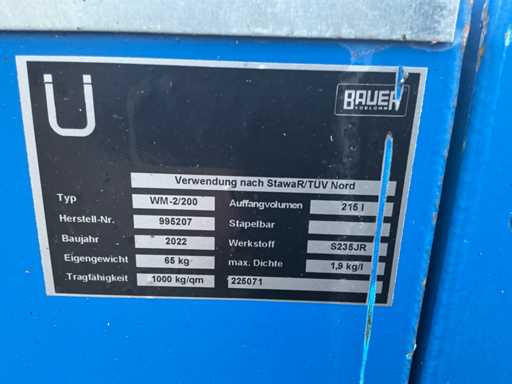 Ü
BAUER
SÜDLOHN
Verwendung nach StawaR/TÜV Nord
Typ WM-2/200 Auffangvolumen 215 l
Herstell-Nr. 995207 Stapelbar
Baujahr 2022 Werkstoff S235JR
Eigengewicht 65 kg max. Dichte 1,9 kg/l
Tragfähigkeit 1000 kg/qm 225071